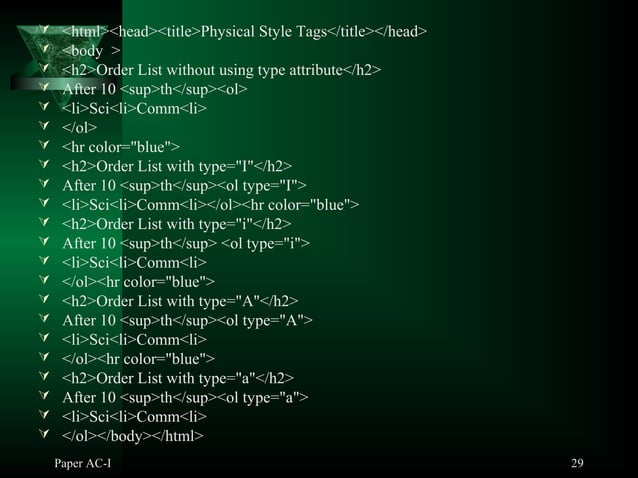 <html><head><title>Physical Style Tags</title></head>
<body >
<h2>Order List without using type attribute</h2>
After 10 <sup>th</sup><ol>
<li>Sci<li>Comm<li>
</ol>
<hr color="blue">
<h2>Order List with type="I"</h2>
After 10 <sup>th</sup><ol type="I">
<li>Sci<li>Comm<li></ol><hr color="blue">
<h2>Order List with type="i"</h2>
After 10 <sup>th</sup> <ol type="i">
<li>Sci<li>Comm<li>
</ol><hr color="blue">
<h2>Order List with type="A"</h2>
After 10 <sup>th</sup><ol type="A">
<li>Sci<li>Comm<li>
</ol><hr color="blue">
<h2>Order List with type="a"</h2>
After 10 <sup>th</sup><ol type="a">
<li>Sci<li>Comm<li>
</ol></body></html>
Paper AC-I 29